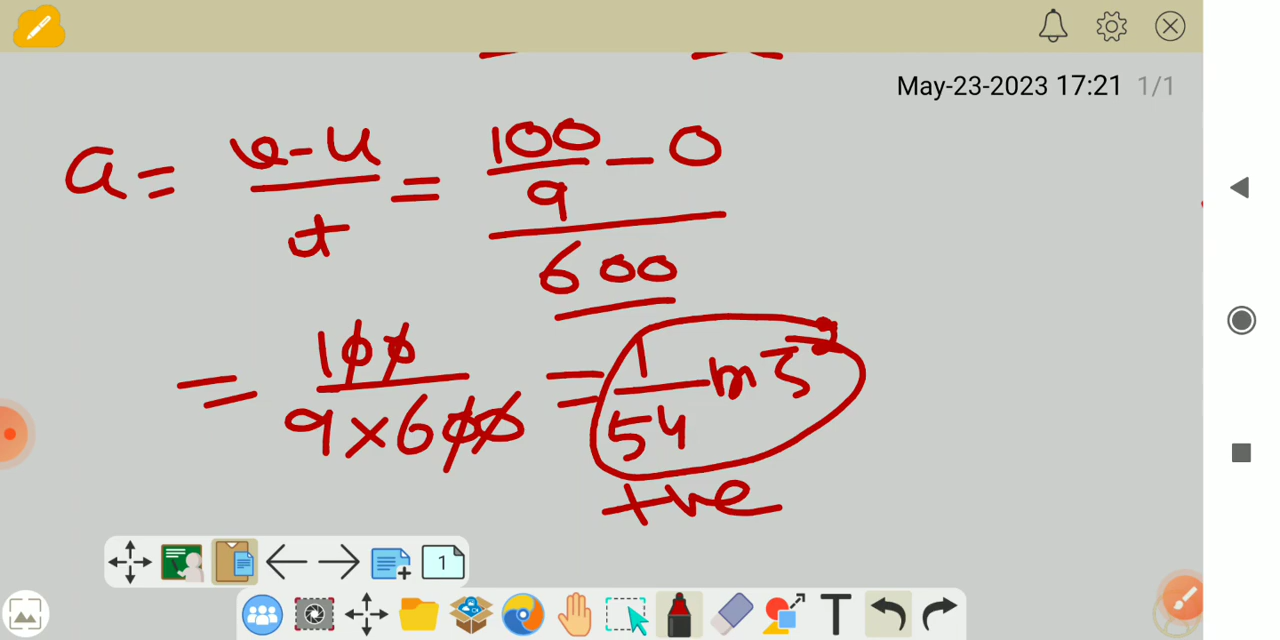 May-23-2023 17:21 1/1
a = v-u/t = 100/9 - 0/600
= 100/9×600 = 1/54 ms⁻²
+ve
1
T